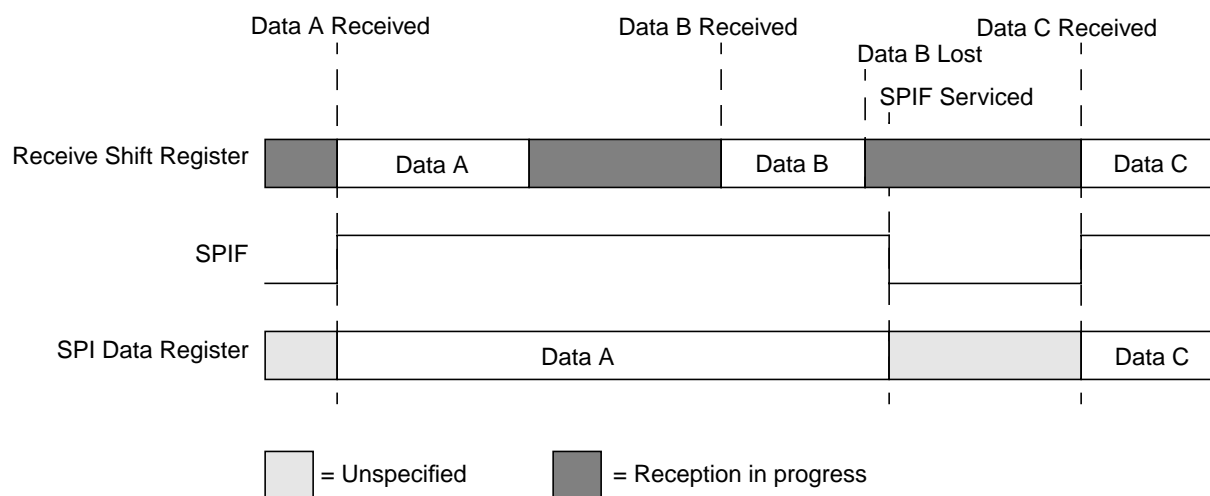 Data A Received
Data B Received
Data C Received
Data B Lost
SPIF Serviced
Receive Shift Register
Data A
Data B
Data C
SPIF
SPI Data Register
Data A
Data C
= Unspecified
= Reception in progress